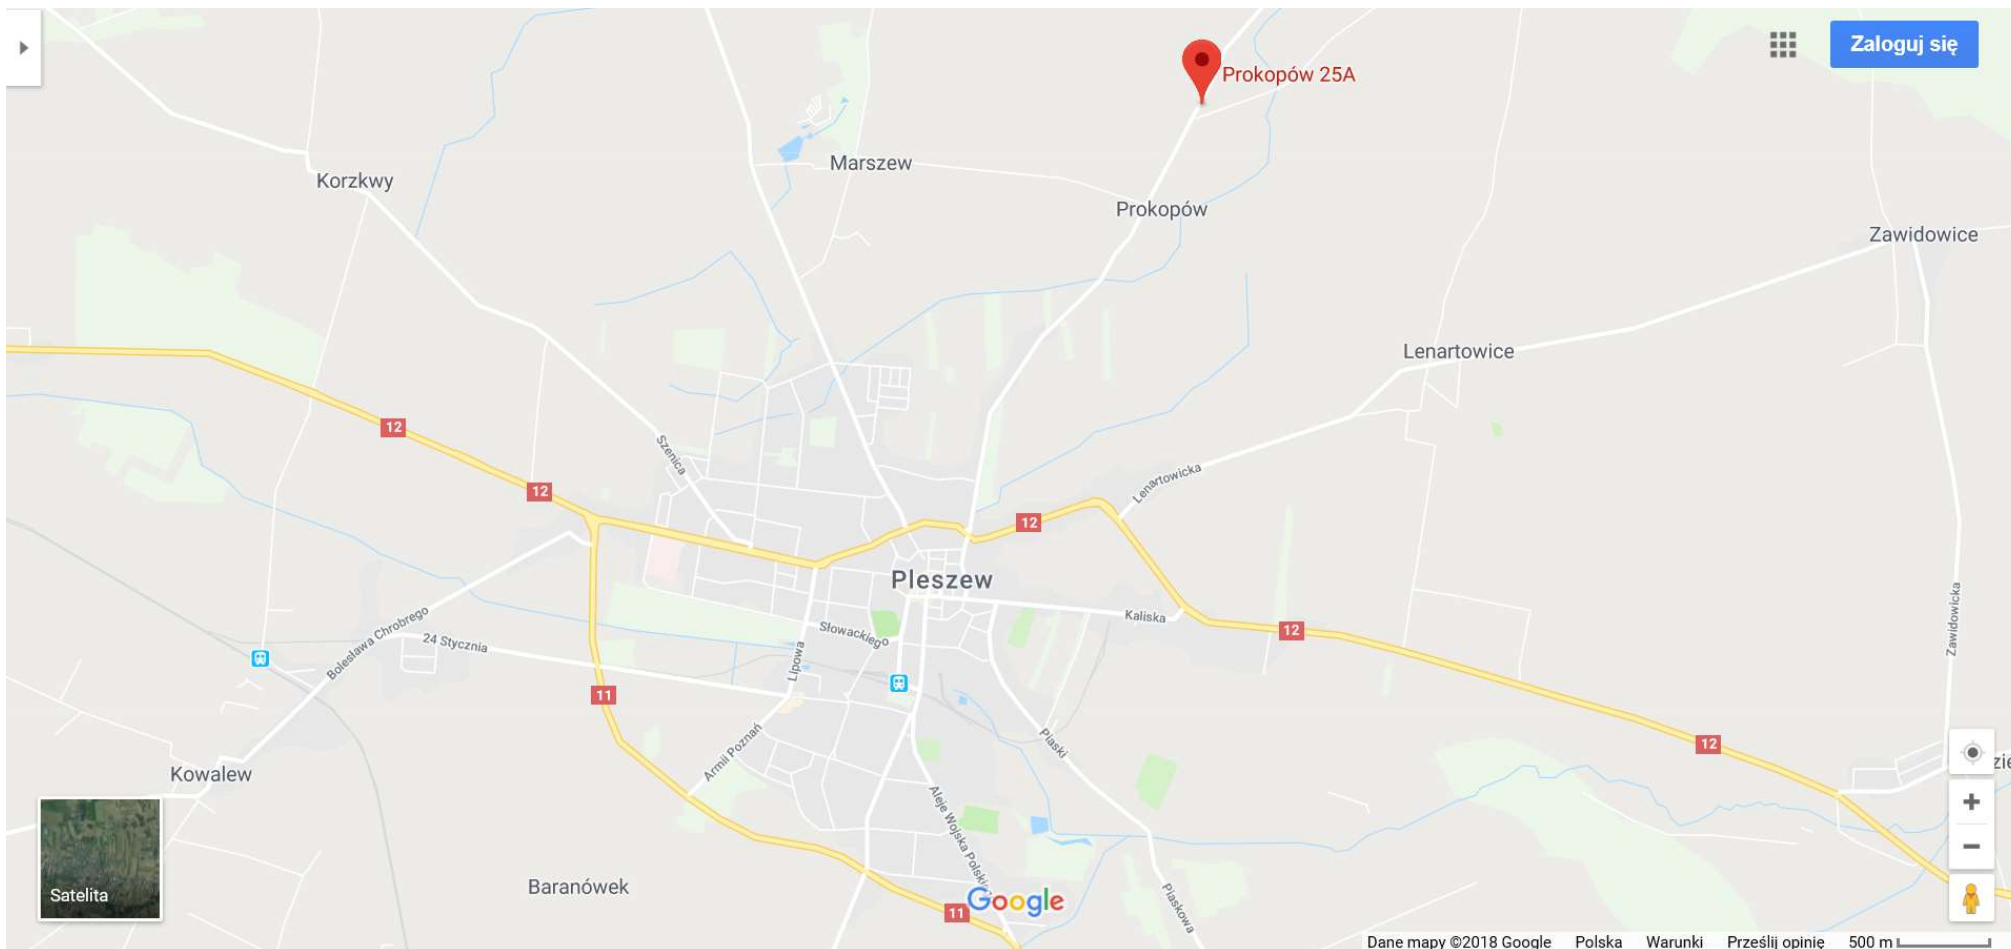 Zaloguj się
Prokopów 25A
Marszew
Korzkwy
Prokopów
Zawidowice
Lenartowice
12
Szenica
12
Lenartowicka
12
Pleszew
Kaliska
Zawidowicka
Bolesława Chrobrego
24 Stycznia
Słowackiego
12
Lipowa
11
Piaski
12
Armii Poznań
Kowalew
Aleje Wojska Polskie
Satelita
Baranówek
Piaskowa
11
Google
Dane mapy ©2018 Google Polska Warunki Prześlij opinię 500 m